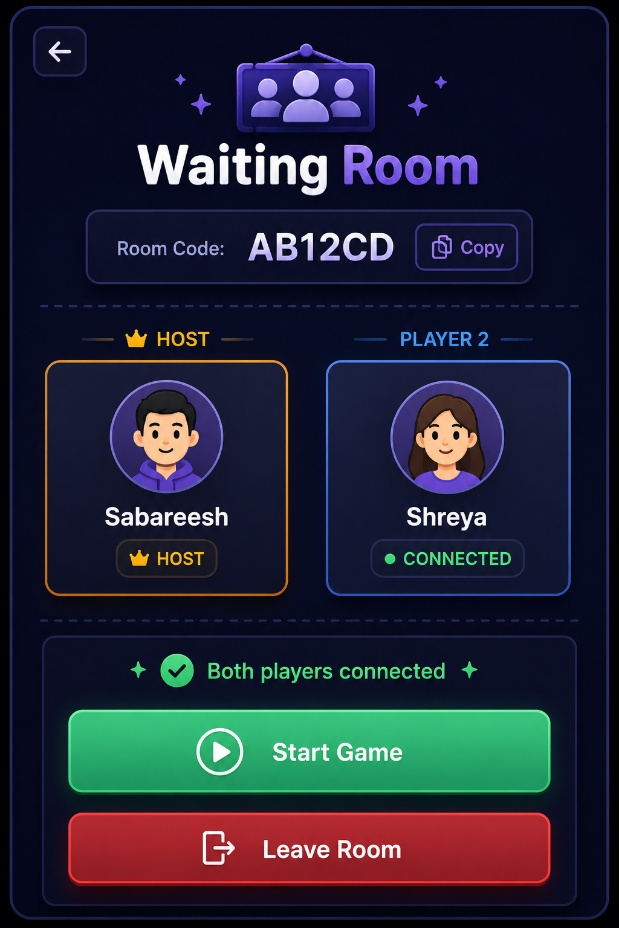 Waiting Room
Room Code: AB12CD Copy
HOST
PLAYER 2
Sabareesh
Shreya
HOST
CONNECTED
Both players connected
Start Game
Leave Room